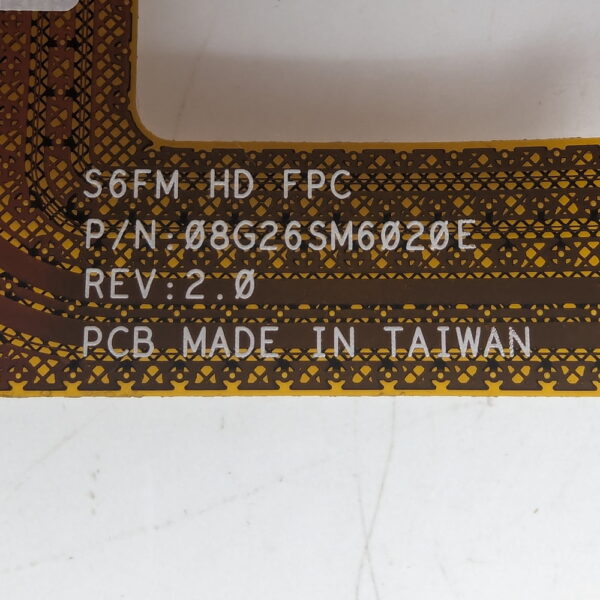 S6FM HD FPC
P/N:08G26SM6020E
REV:2.0
PCB MADE IN TAIWAN